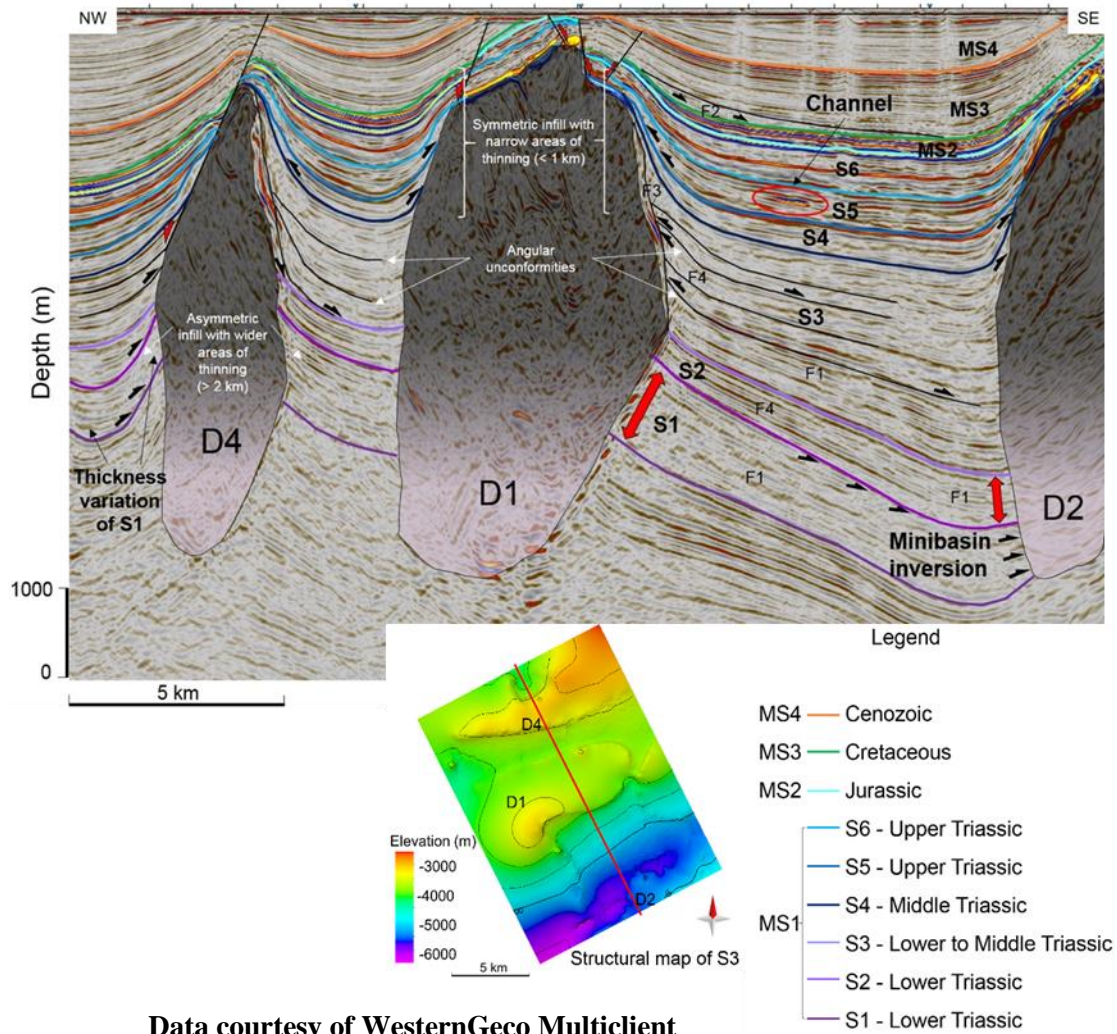 NW
SE
MS4
Channel
MS3
F2
Symmetric infill with
narrow areas of
thinning (< 1 km)
MS2
S6
S5
F3
S4
Angular
unconformities
F4
S3
Depth (m)
Asymmetric
infill with wider
areas of
thinning
(> 2 km)
F1
S2
F4
S1
D4
D1
F1
F1
D2
Thickness
variation
of S1
Minibasin
inversion
1000
0
5 km
Legend
MS4 Cenozoic
MS3 Cretaceous
MS2 Jurassic
S6 - Upper Triassic
S5 - Upper Triassic
MS1
S4 - Middle Triassic
S3 - Lower to Middle Triassic
S2 - Lower Triassic
S1 - Lower Triassic
D4
D1
D2
Elevation (m)
-3000
-4000
-5000
-6000
5 km
Structural map of S3
Data courtesy of WesternGeco Multiclient